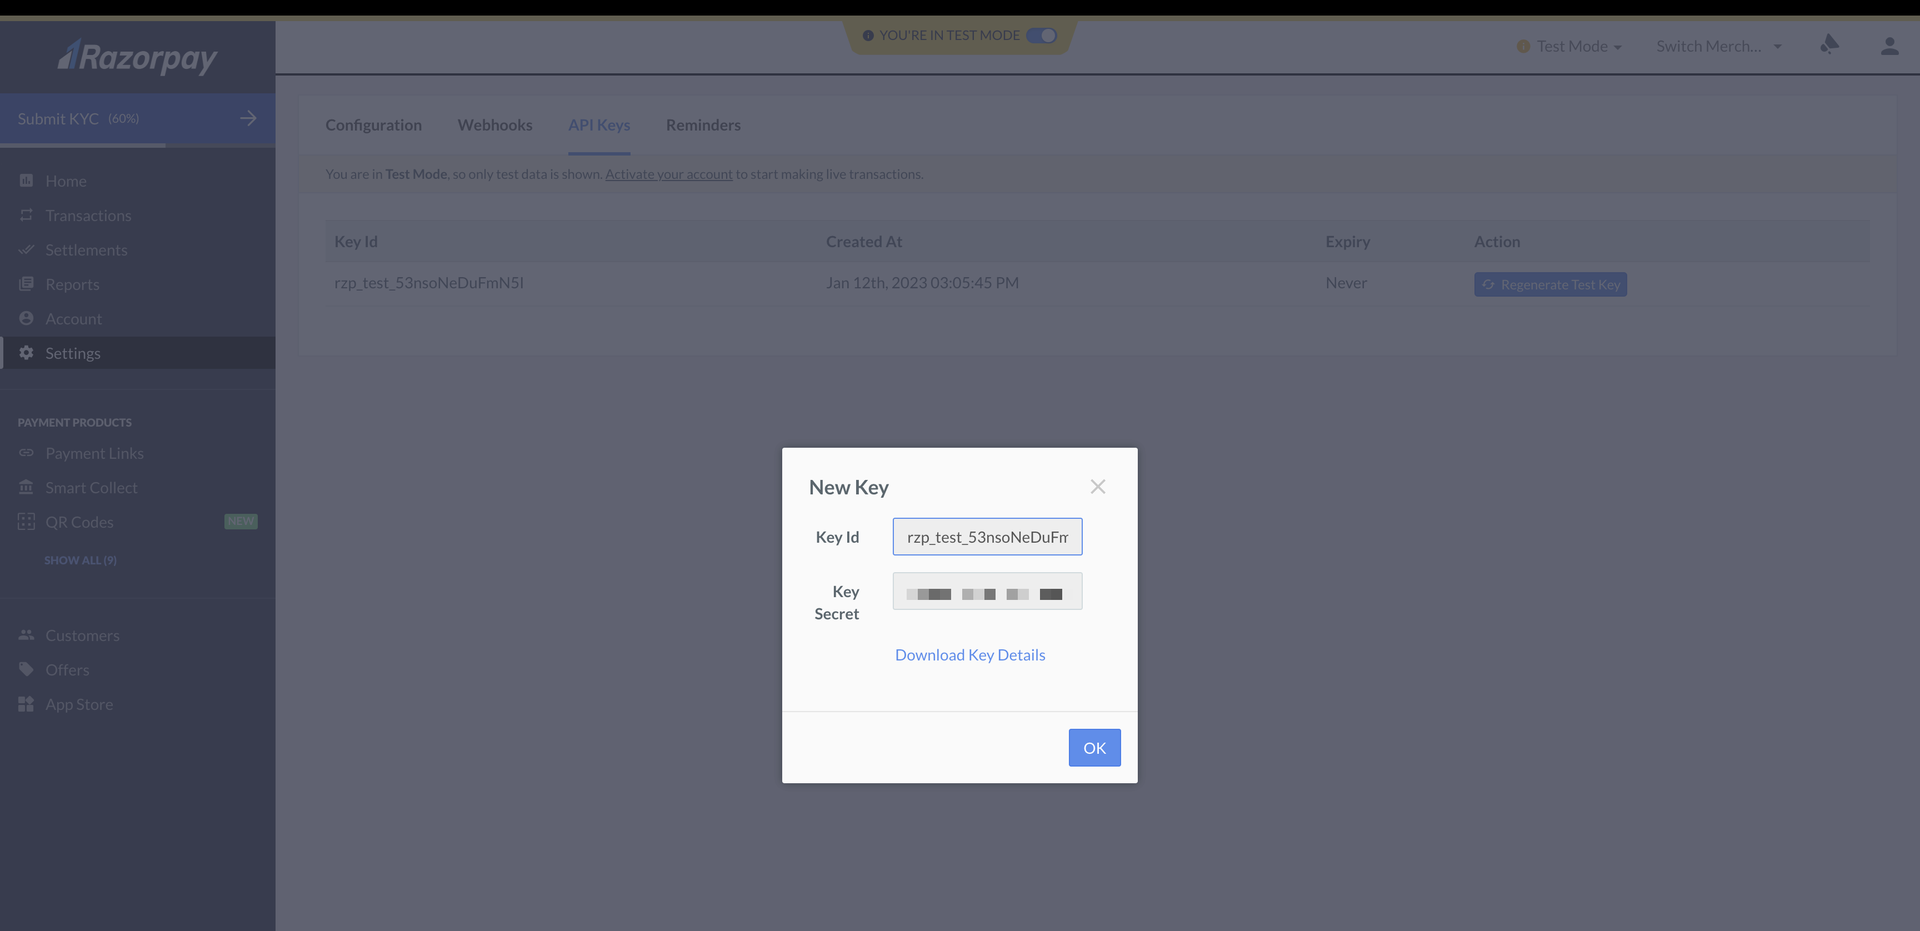 YOU'RE IN TEST MODE
Razorpay
Test Mode
Switch Merch...
Submit KYC (60%)
Configuration
Webhooks
API Keys
Reminders
You are in Test Mode, so only test data is shown. Activate your account to start making live transactions.
Home
Transactions
Settlements
Reports
Account
Settings
Key Id
Created At
Expiry
Action
rzp_test_53nsoNeDuFmN5I
Jan 12th, 2023 03:05:45 PM
Never
Regenerate Test Key
PAYMENT PRODUCTS
Payment Links
Smart Collect
QR Codes
NEW
SHOW ALL (9)
Customers
Offers
App Store
New Key
Key Id
rzp_test_53nsoNeDuFm
Key
Secret
Download Key Details
OK